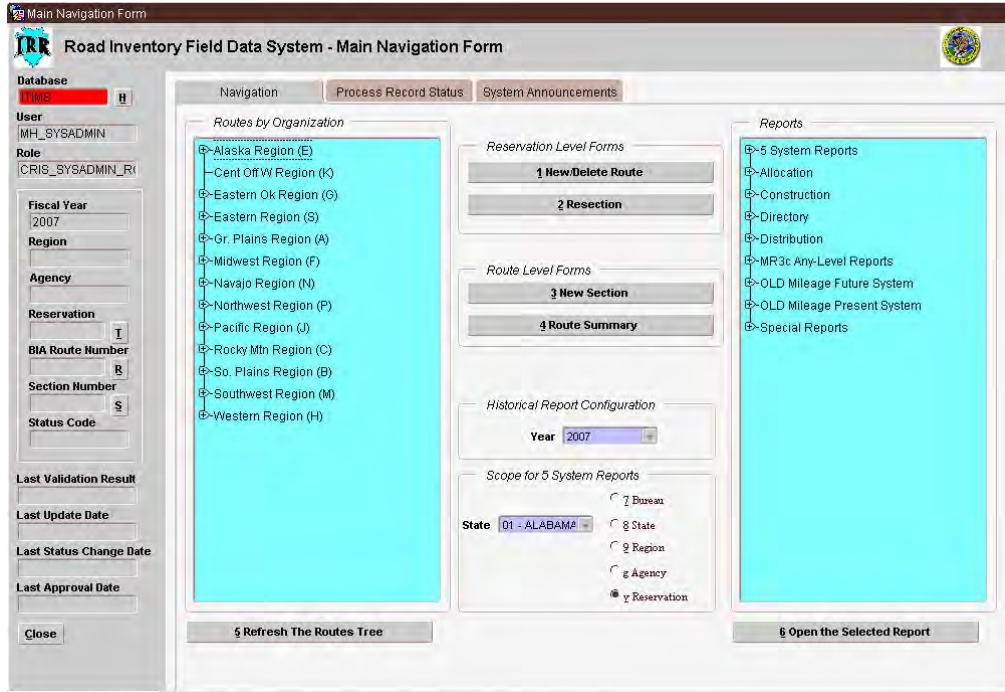 Main Navigation Form
IRR
Road Inventory Field Data System - Main Navigation Form
Database
ITIMS
H
User
MH_SYSADMIN
Role
CRIS_SYSADMIN_R(
Fiscal Year
2007
Region
Agency
Reservation
T
BIA Route Number
R
Section Number
S
Status Code
Last Validation Result
Last Update Date
Last Status Change Date
Last Approval Date
Close
Navigation
Process Record Status
System Announcements
Routes by Organization
Alaska Region (E)
Cent Off W Region (K)
Eastern Ok Region (G)
Eastern Region (S)
Gr. Plains Region (A)
Midwest Region (F)
Navajo Region (N)
Northwest Region (P)
Pacific Region (J)
Rocky Mtn Region (C)
So. Plains Region (B)
Southwest Region (M)
Western Region (H)
5 Refresh The Routes Tree
Reservation Level Forms
1 New/Delete Route
2 Resection
Route Level Forms
3 New Section
4 Route Summary
Historical Report Configuration
Year 2007
Scope for 5 System Reports
State 01 - ALABAMA
7 Bureau
8 State
9 Region
g Agency
y Reservation
Reports
5 System Reports
Allocation
Construction
Directory
Distribution
MR3c Any-Level Reports
OLD Mileage Future System
OLD Mileage Present System
Special Reports
6 Open the Selected Report